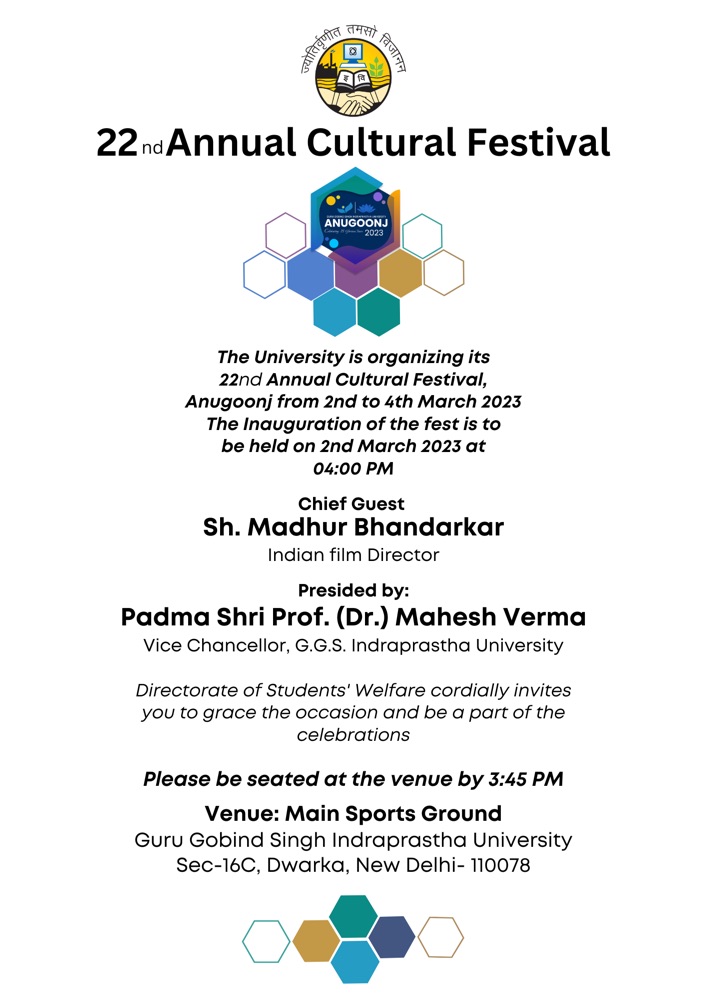 ज्योतिर्वृणीत तमसो विजानन
इ वि
22nd Annual Cultural Festival
ANUGOONJ
2023
The University is organizing its
22nd Annual Cultural Festival,
Anugoonj from 2nd to 4th March 2023
The Inauguration of the fest is to
be held on 2nd March 2023 at
04:00 PM
Chief Guest
Sh. Madhur Bhandarkar
Indian film Director
Presided by:
Padma Shri Prof. (Dr.) Mahesh Verma
Vice Chancellor, G.G.S. Indraprastha University
Directorate of Students' Welfare cordially invites
you to grace the occasion and be a part of the
celebrations
Please be seated at the venue by 3:45 PM
Venue: Main Sports Ground
Guru Gobind Singh Indraprastha University
Sec-16C, Dwarka, New Delhi- 110078